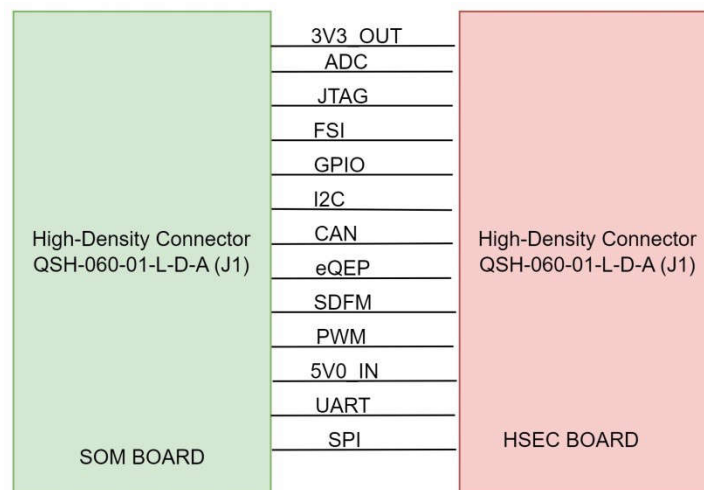 3V3_OUT
ADC
JTAG
FSI
GPIO
I2C
High-Density Connector
QSH-060-01-L-D-A (J1)
CAN
eQEP
High-Density Connector
QSH-060-01-L-D-A (J1)
SDFM
PWM
5V0_IN
UART
SPI
SOM BOARD
HSEC BOARD